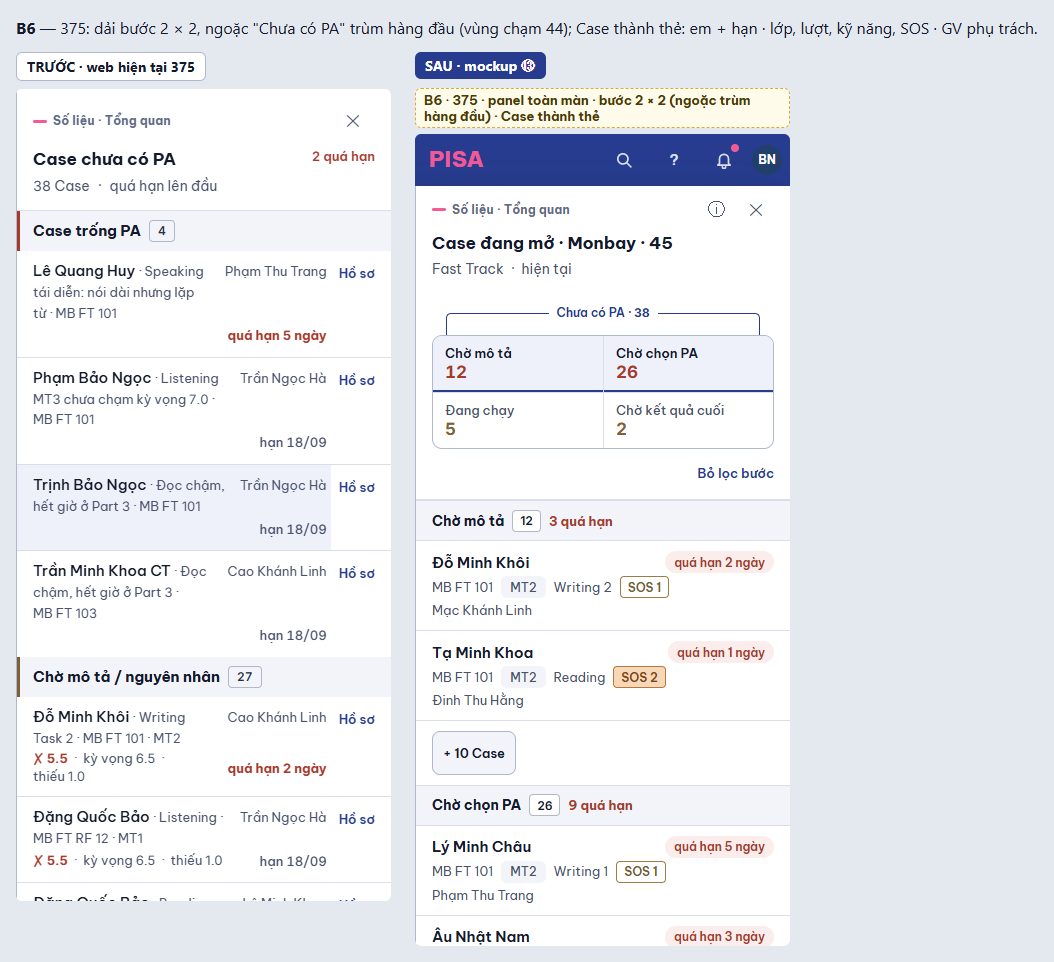 B6 — 375: dải bước 2 × 2, ngoặc "Chưa có PA" trùm hàng đầu (vùng chạm 44); Case thành thẻ: em + hạn · lớp, lượt, kỹ năng, SOS · GV phụ trách.
TRƯỚC · web hiện tại 375
Số liệu · Tổng quan
Case chưa có PA
2 quá hạn
38 Case · quá hạn lên đầu
Case trống PA 4
Lê Quang Huy · Speaking
tái diễn: nói dài nhưng lặp
từ · MB FT 101
Phạm Thu Trang
Hồ sơ
quá hạn 5 ngày
Phạm Bảo Ngọc · Listening
MT3 chưa chạm kỳ vọng 7.0 ·
MB FT 101
Trần Ngọc Hà
Hồ sơ
hạn 18/09
Trịnh Bảo Ngọc · Đọc chậm,
hết giờ ở Part 3 · MB FT 101
Trần Ngọc Hà
Hồ sơ
hạn 18/09
Trần Minh Khoa CT · Đọc
chậm, hết giờ ở Part 3 ·
MB FT 103
Cao Khánh Linh
Hồ sơ
hạn 18/09
Chờ mô tả / nguyên nhân 27
Đỗ Minh Khôi · Writing
Task 2 · MB FT 101 · MT2
✗ 5.5 · kỳ vọng 6.5 ·
thiếu 1.0
Cao Khánh Linh
Hồ sơ
quá hạn 2 ngày
Đặng Quốc Bảo · Listening ·
MB FT RF 12 · MT1
✗ 5.5 · kỳ vọng 6.5 · thiếu 1.0
Trần Ngọc Hà
Hồ sơ
hạn 18/09
Đặng Quốc Bảo
SAU · mockup
B6 · 375 · panel toàn màn · bước 2 × 2 (ngoặc trùm
hàng đầu) · Case thành thẻ
PISA
?
BN
Số liệu · Tổng quan
Case đang mở · Monbay · 45
Fast Track · hiện tại
Chưa có PA · 38
Chờ mô tả
12
Chờ chọn PA
26
Đang chạy
5
Chờ kết quả cuối
2
Bỏ lọc bước
Chờ mô tả 12 3 quá hạn
Đỗ Minh Khôi
quá hạn 2 ngày
MB FT 101 MT2 Writing 2 SOS 1
Mạc Khánh Linh
Tạ Minh Khoa
quá hạn 1 ngày
MB FT 101 MT2 Reading SOS 2
Đinh Thu Hằng
+ 10 Case
Chờ chọn PA 26 9 quá hạn
Lý Minh Châu
quá hạn 5 ngày
MB FT 101 MT2 Writing 1 SOS 1
Phạm Thu Trang
Âu Nhật Nam
quá hạn 3 ngày